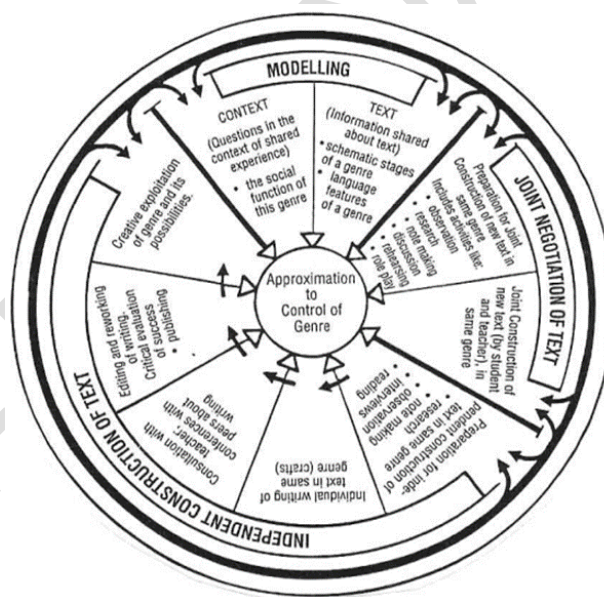 MODELLING
CONTEXT
(Questions in the
context of shared
experience)
• the social
function of
this genre
TEXT
(Information shared
about text)
• schematic stages
of a genre
• language
features
of a genre
JOINT NEGOTIATION OF TEXT
Preparation for Joint
Construction of new text in
same genre
Includes activities like:
• observation
• research
• note making
• discussion
• rehearsing
• role play
Joint Construction of
new text (by student
and teacher), in
same genre
INDEPENDENT CONSTRUCTION OF TEXT
Preparation for inde-
pendent construction of
text in same genre
• research
• note making
• observation
• interviews
• reading
Individual writing of
text in same
genre (crafts)
Consultation with
teacher,
conferences with
peers about
writing
Editing and reworking
of writing.
Critical evaluation
of success
• publishing
Creative exploitation
of genre and its
possibilities.
Approximation
to
Control of
Genre